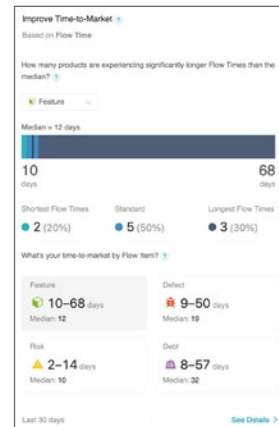 Improve Time-to-Market ?
Based on Flow Time
How many products are experiencing significantly longer Flow Times than the
median? ?
Feature
Median = 12 days
10 68
days days
Shortest Flow Times Standard Longest Flow Times
2 (20%) 5 (50%) 3 (30%)
What's your time-to-market by Flow Item? ?
Feature Defect
10–68 days 9–50 days
Median: 12 Median: 19
Risk Debt
2–14 days 8–57 days
Median: 10 Median: 32
Last 30 days See Details >